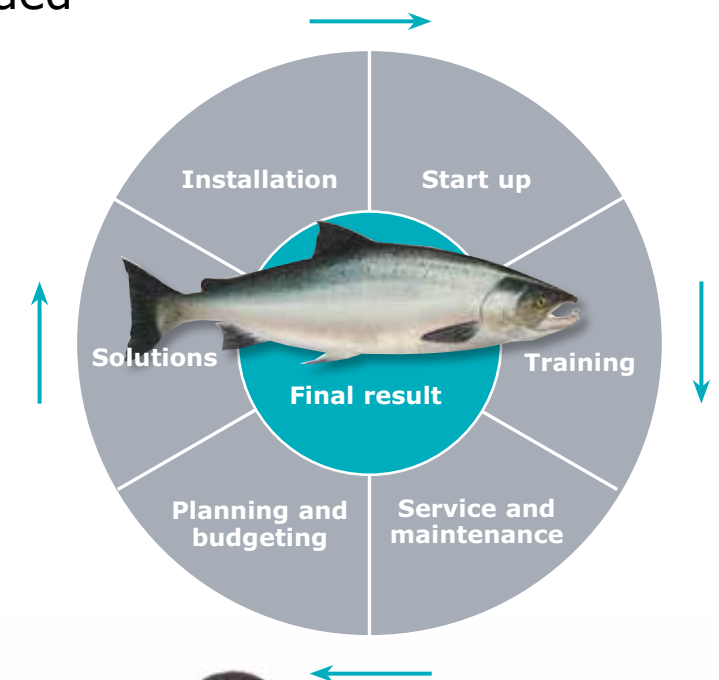 Installation
Start up
Solutions
Training
Final result
Planning and
budgeting
Service and
maintenance